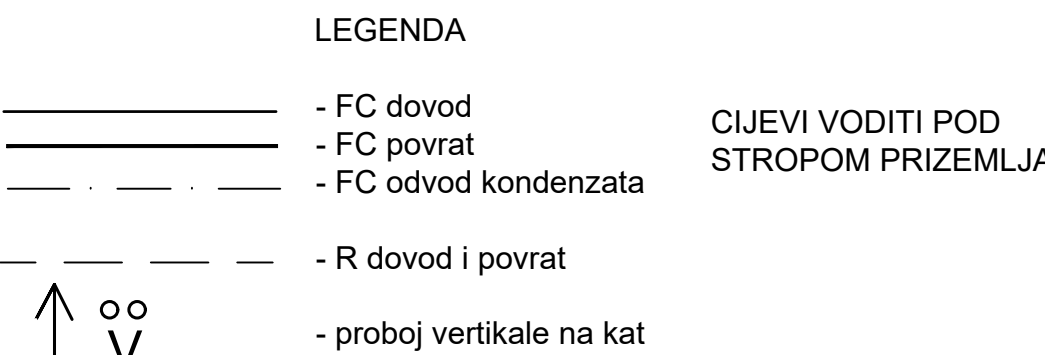 LEGENDA
- FC dovod
- FC povrat
- FC odvod kondenzata
- R dovod i povrat
- proboj vertikale na kat
V
CIJEVI VODITI POD
STROPOM PRIZEMLJA